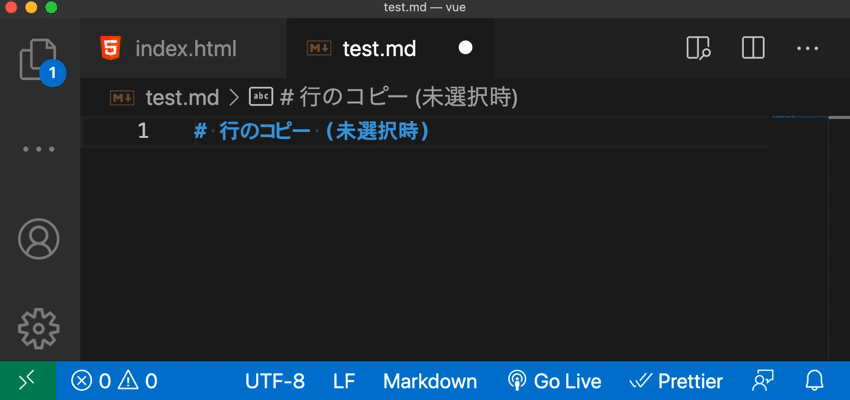 test.md — vue
1
index.html
test.md
test.md > # 行のコピー (未選択時)
1 # 行のコピー (未選択時)
0 0 UTF-8 LF Markdown Go Live Prettier